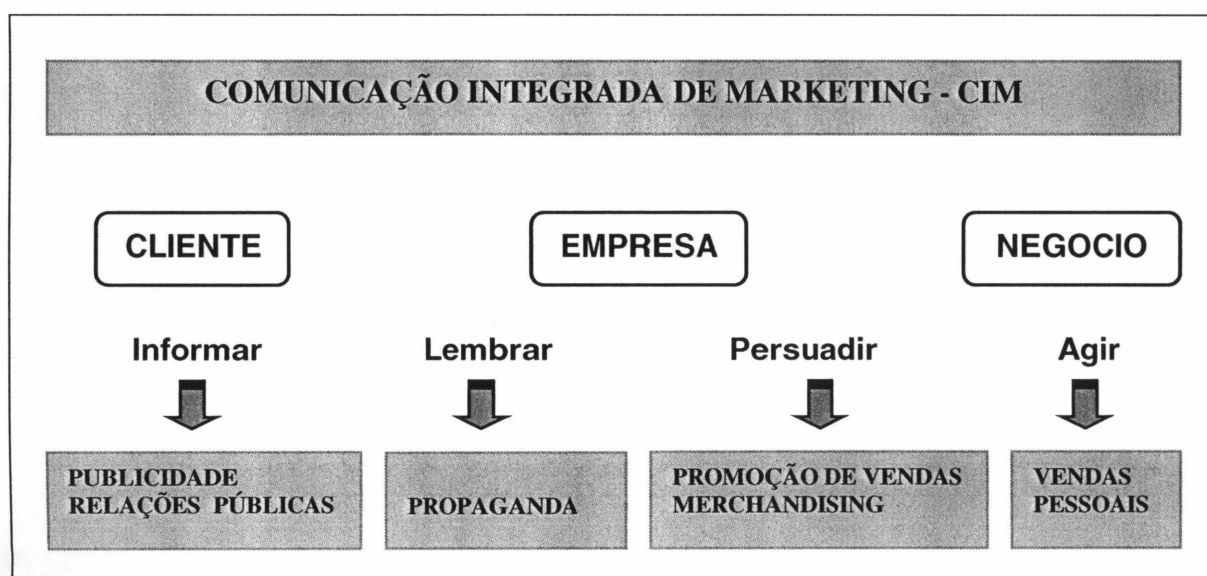 COMUNICAÇÃO INTEGRADA DE MARKETING - CIM
CLIENTE
EMPRESA
NEGOCIO
Informar
Lembrar
Persuadir
Agir
PUBLICIDADE
RELAÇÕES PÚBLICAS
PROPAGANDA
PROMOÇÃO DE VENDAS
MERCHANDISING
VENDAS
PESSOAIS